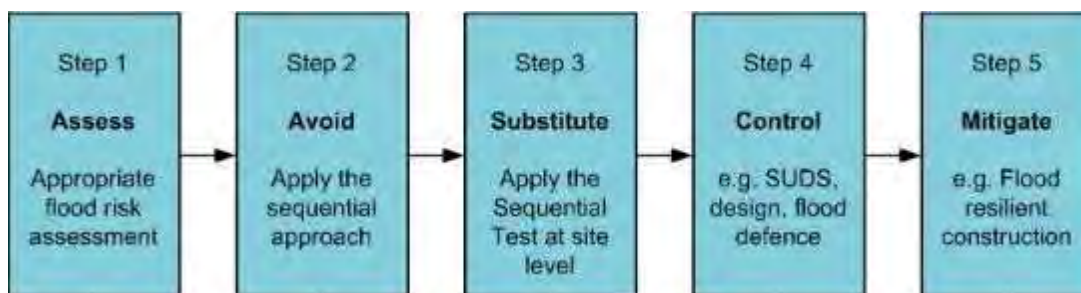 Step 1
Assess
Appropriate
flood risk
assessment
Step 2
Avoid
Apply the
sequential
approach
Step 3
Substitute
Apply the
Sequential
Test at site
level
Step 4
Control
e.g. SUDS,
design, flood
defence
Step 5
Mitigate
e.g. Flood
resilient
construction